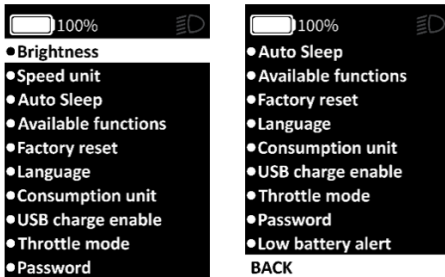 100%
Brightness
Speed unit
Auto Sleep
Available functions
Factory reset
Language
Consumption unit
USB charge enable
Throttle mode
Password
100%
Auto Sleep
Available functions
Factory reset
Language
Consumption unit
USB charge enable
Throttle mode
Password
Low battery alert
BACK